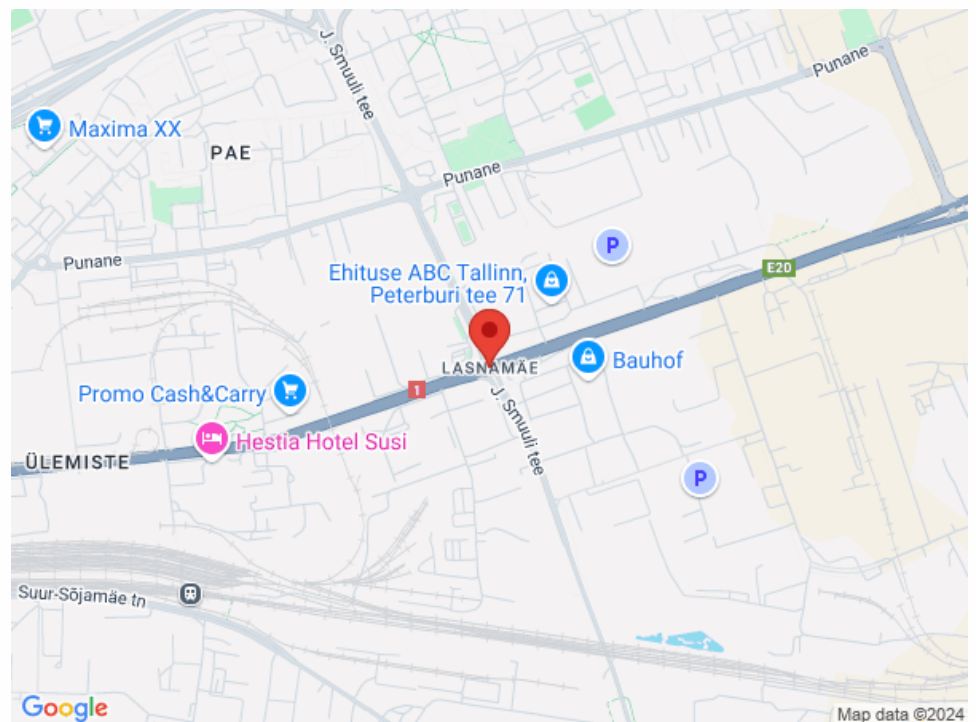 J. Smuuli tee
Punane
Maxima XX
PAE
Punane
Punane
Ehituse ABC Tallinn,
Peterburi tee 71
P
E20
LASNAMÄE
Bauhof
1
Promo Cash&Carry
J. Smuuli tee
Hestia Hotel Susi
ÜLEMISTE
P
Suur-Sõjamäe tn
Google
Map data ©2024